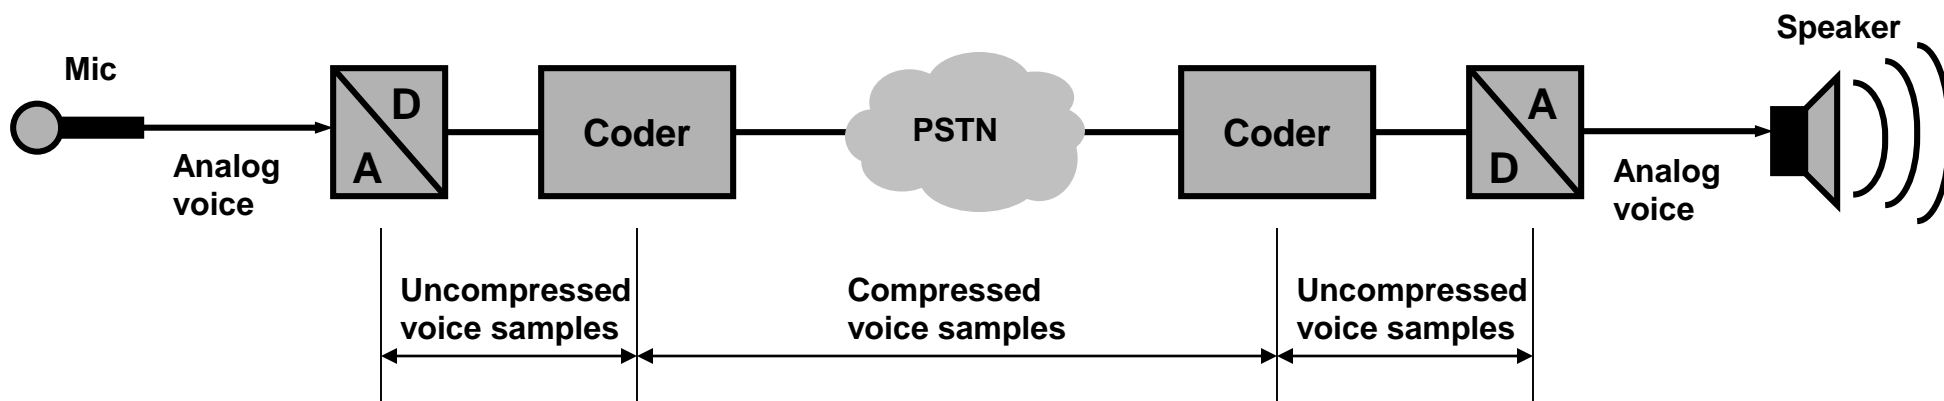 Speaker
Mic
D
A
Coder
PSTN
Coder
A
D
Analog
voice
Analog
voice
Uncompressed
voice samples
Compressed
voice samples
Uncompressed
voice samples